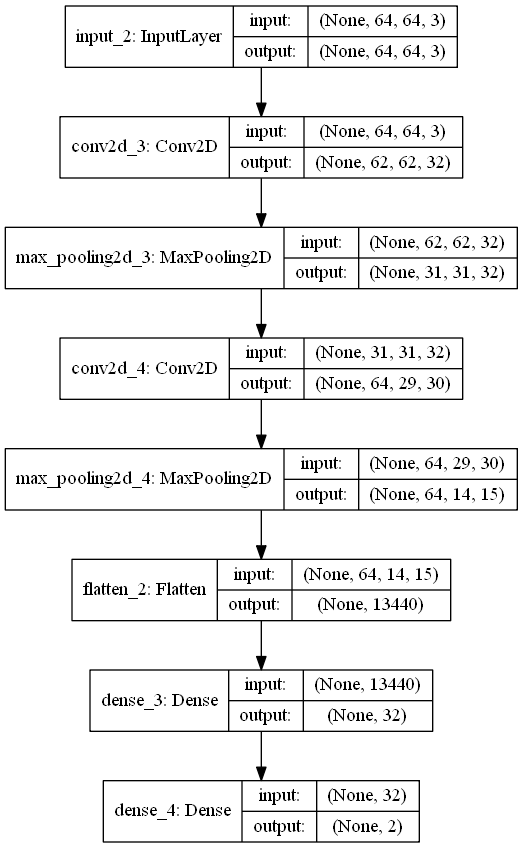 input_2: InputLayer
input: (None, 64, 64, 3)
output: (None, 64, 64, 3)
conv2d_3: Conv2D
input: (None, 64, 64, 3)
output: (None, 62, 62, 32)
max_pooling2d_3: MaxPooling2D
input: (None, 62, 62, 32)
output: (None, 31, 31, 32)
conv2d_4: Conv2D
input: (None, 31, 31, 32)
output: (None, 64, 29, 30)
max_pooling2d_4: MaxPooling2D
input: (None, 64, 29, 30)
output: (None, 64, 14, 15)
flatten_2: Flatten
input: (None, 64, 14, 15)
output: (None, 13440)
dense_3: Dense
input: (None, 13440)
output: (None, 32)
dense_4: Dense
input: (None, 32)
output: (None, 2)